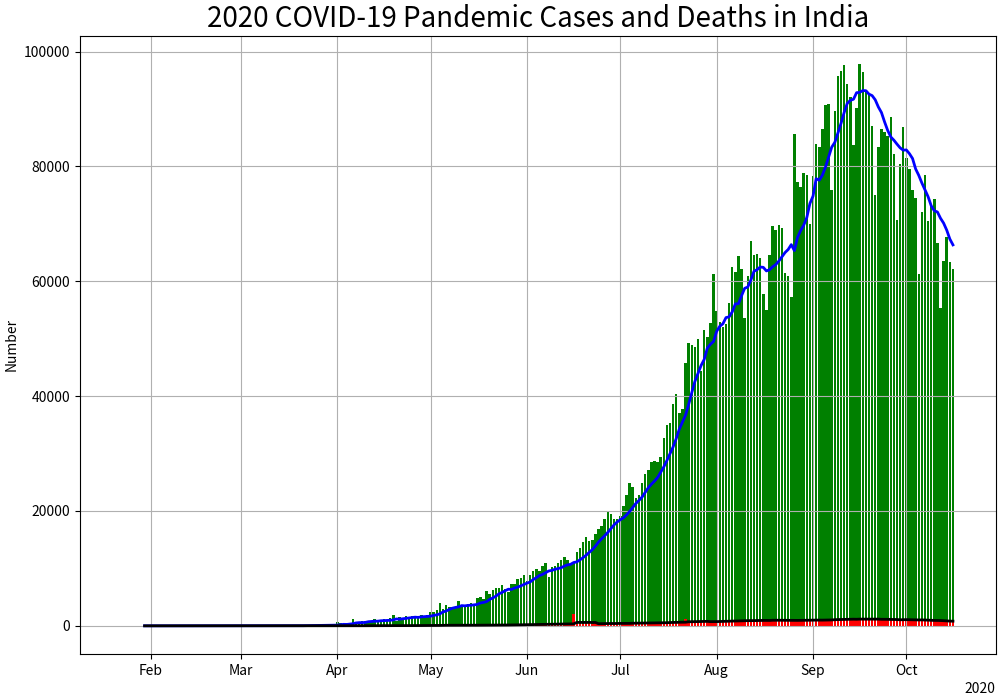 2020 COVID-19 Pandemic Cases and Deaths in India
100000
80000
60000
40000
20000
0
Number
Feb Mar Apr May Jun Jul Aug Sep Oct
2020